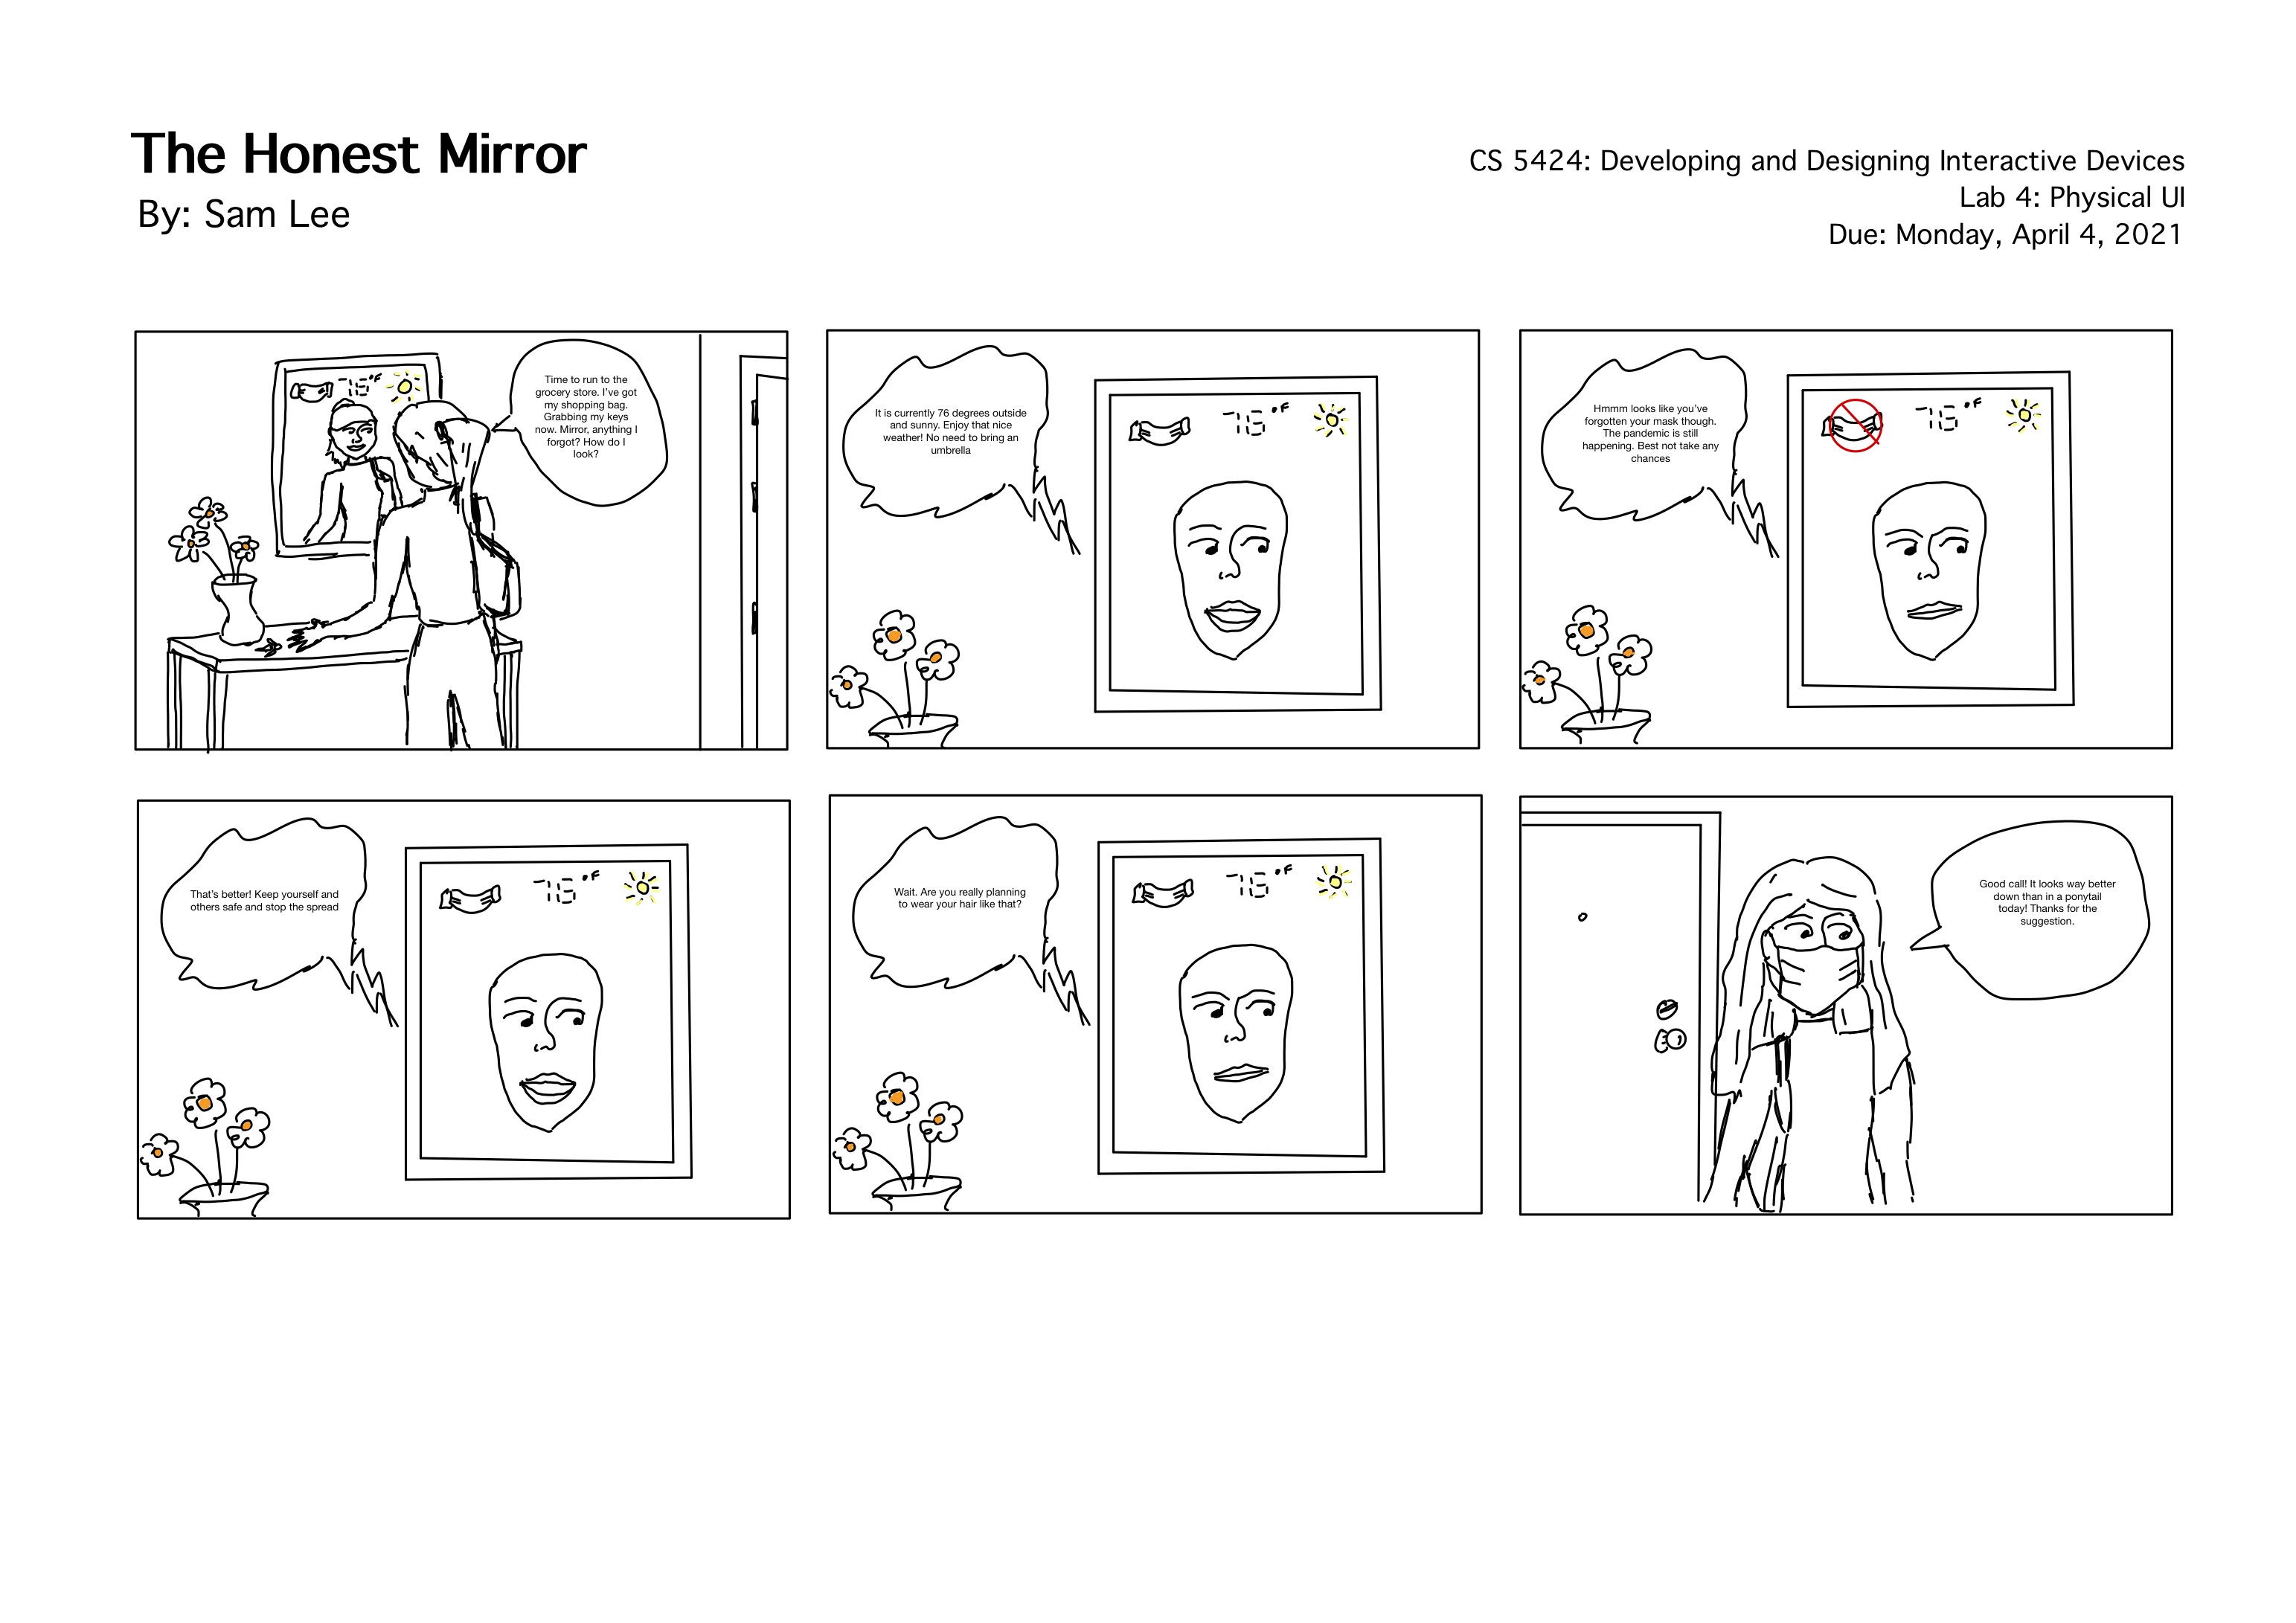 The Honest Mirror
By: Sam Lee
CS 5424: Developing and Designing Interactive Devices
Lab 4: Physical UI
Due: Monday, April 4, 2021
76°F
Time to run to the
grocery store. I've got
my shopping bag.
Grabbing my keys
now. Mirror, anything I
forgot? How do I
look?
It is currently 76 degrees outside
and sunny. Enjoy that nice
weather! No need to bring an
umbrella
76°F
Hmmm looks like you've
forgotten your mask though.
The pandemic is still
happening. Best not take any
chances
76°F
That's better! Keep yourself and
others safe and stop the spread
76°F
Wait. Are you really planning
to wear your hair like that?
76°F
Good call! It looks way better
down than in a ponytail
today! Thanks for the
suggestion.